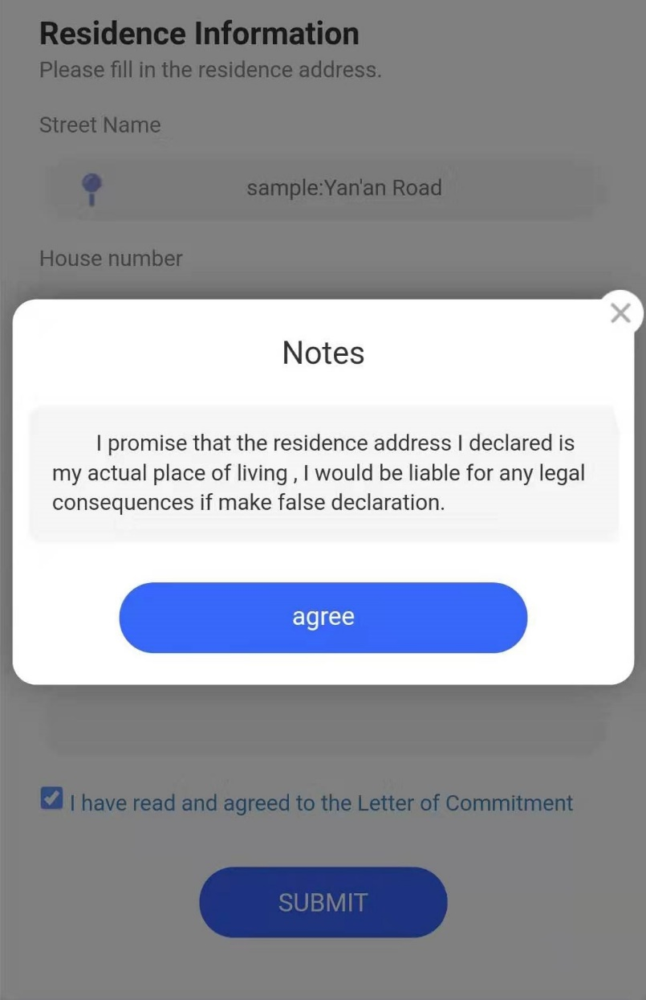 Residence Information
Please fill in the residence address.
Street Name
sample:Yan'an Road
House number
Notes
I promise that the residence address I declared is
my actual place of living , I would be liable for any legal
consequences if make false declaration.
agree
I have read and agreed to the Letter of Commitment
SUBMIT